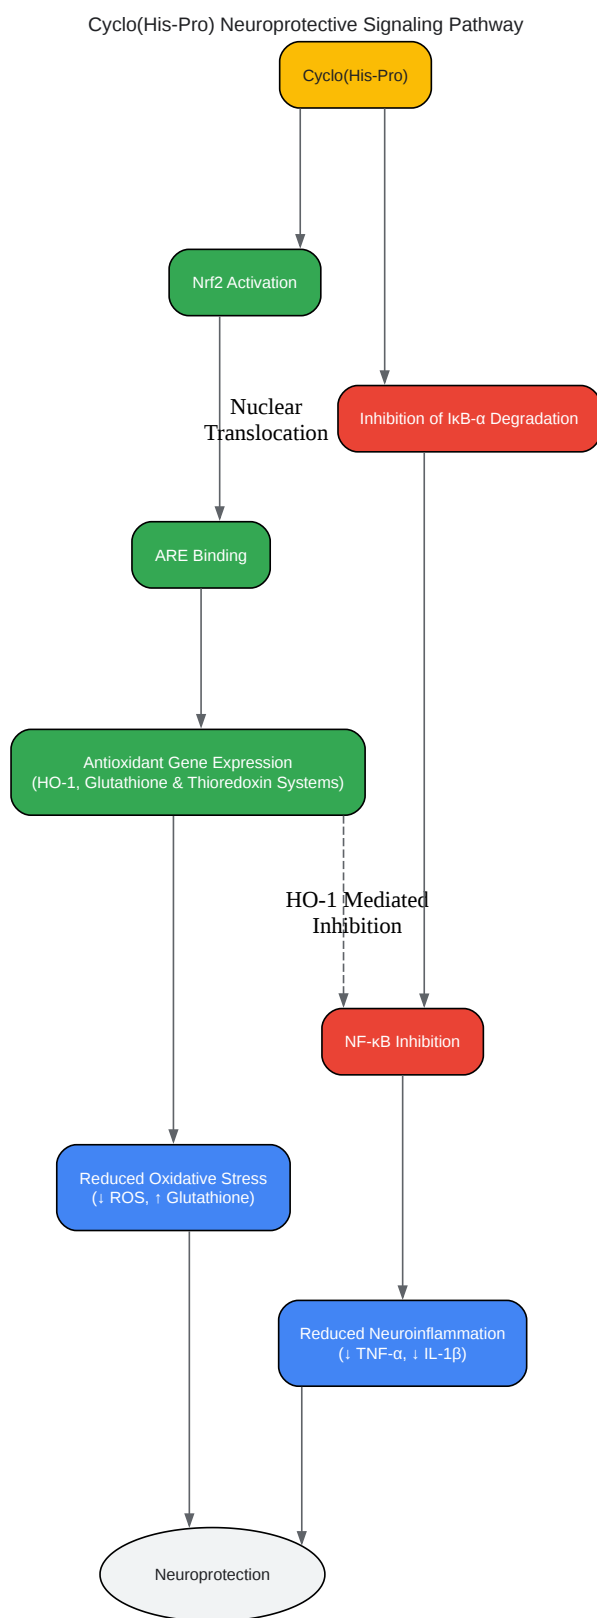 Cyclo(His-Pro) Neuroprotective Signaling Pathway
Cyclo(His-Pro)
Nrf2 Activation
Nuclear
Translocation
Inhibition of IκB-α Degradation
ARE Binding
Antioxidant Gene Expression
(HO-1, Glutathione & Thioredoxin Systems)
HO-1 Mediated
Inhibition
NF-κB Inhibition
Reduced Oxidative Stress
(↓ ROS, ↑ Glutathione)
Reduced Neuroinflammation
(↓ TNF-α, ↓ IL-1β)
Neuroprotection